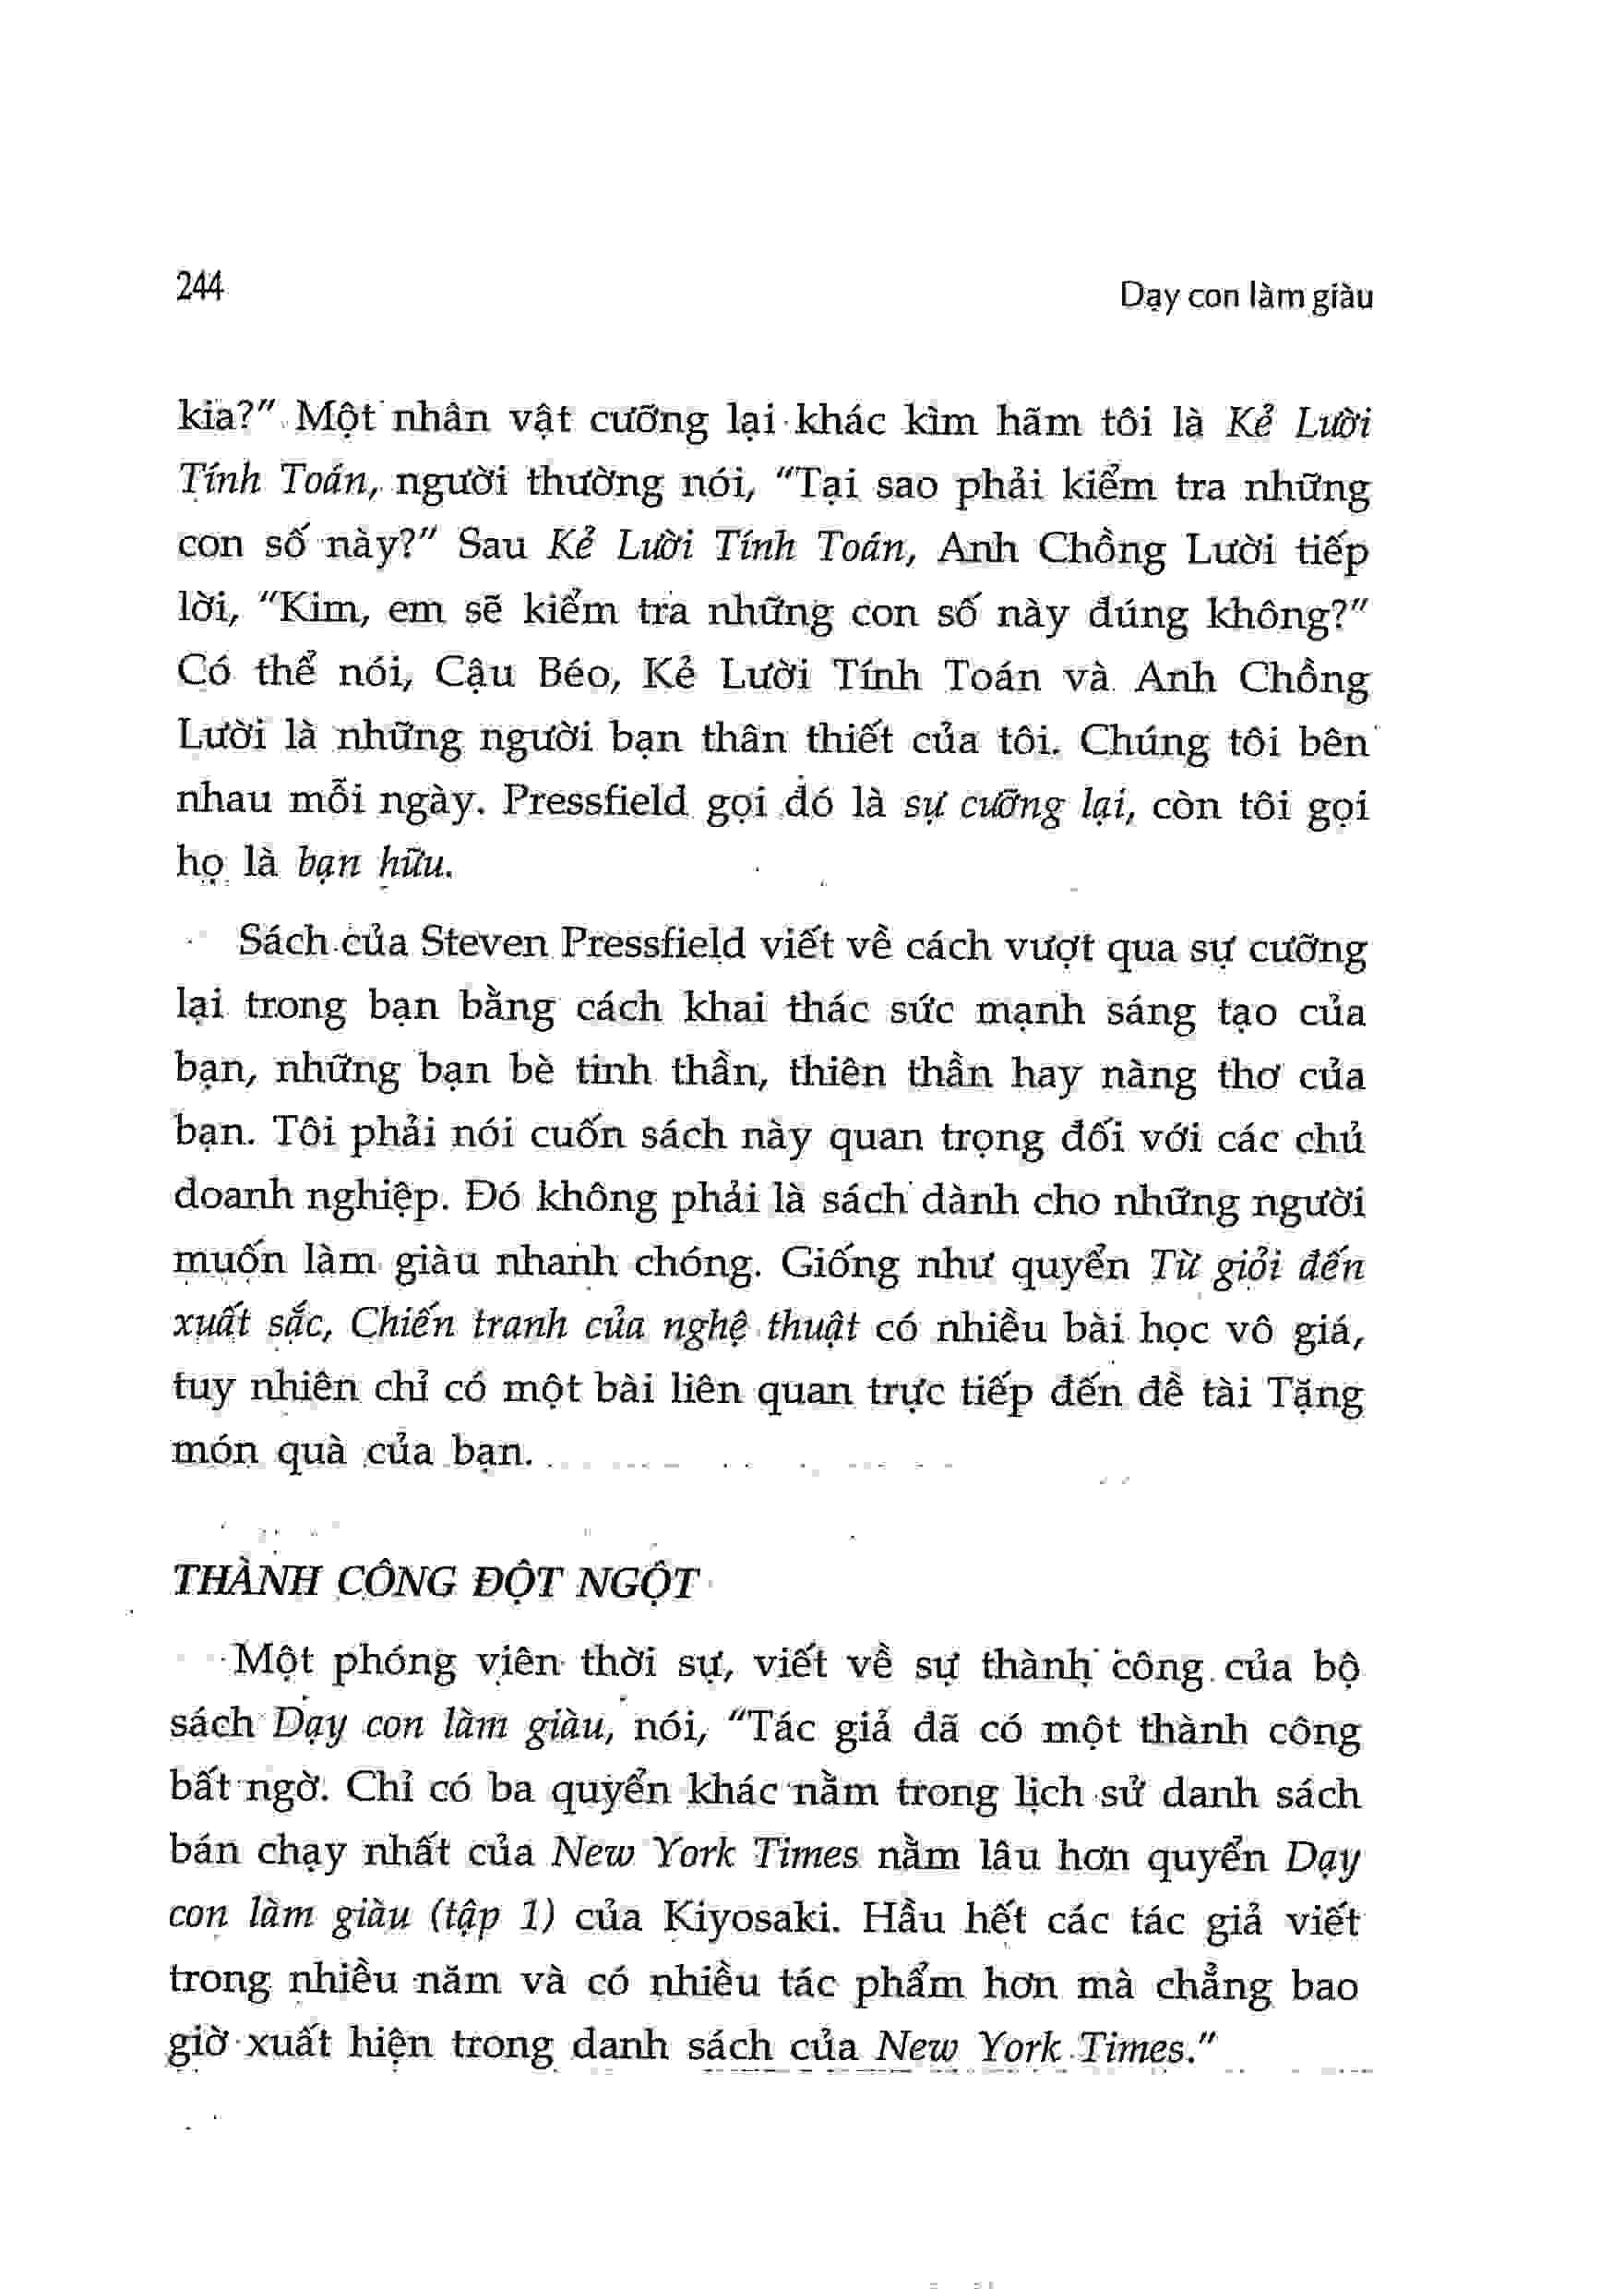 244
Dạy con làm giàu
kia?" Một nhân vật cưỡng lại khác kìm hãm tôi là Kẻ Lười
Tính Toán, người thường nói, "Tại sao phải kiểm tra những
con số này?" Sau Kẻ Lười Tính Toán, Anh Chồng Lười tiếp
lời, "Kim, em sẽ kiểm tra những con số này đúng không?"
Có thể nói, Cậu Béo, Kẻ Lười Tính Toán và Anh Chồng
Lười là những người bạn thân thiết của tôi. Chúng tôi bên
nhau mỗi ngày. Pressfield gọi đó là sự cưỡng lại, còn tôi gọi
họ là bạn hữu.
Sách của Steven Pressfield viết về cách vượt qua sự cưỡng
lại trong bạn bằng cách khai thác sức mạnh sáng tạo của
bạn, những bạn bè tinh thần, thiên thần hay nàng thơ của
bạn. Tôi phải nói cuốn sách này quan trọng đối với các chủ
doanh nghiệp. Đó không phải là sách dành cho những người
muốn làm giàu nhanh chóng. Giống như quyển Từ giỏi đến
xuất sắc, Chiến tranh của nghệ thuật có nhiều bài học vô giá,
tuy nhiên chỉ có một bài liên quan trực tiếp đến đề tài Tặng
món quà của bạn.
THÀNH CÔNG ĐỘT NGỘT
Một phóng viên thời sự, viết về sự thành công của bộ
sách Dạy con làm giàu, nói, "Tác giả đã có một thành công
bất ngờ. Chỉ có ba quyển khác nằm trong lịch sử danh sách
bán chạy nhất của New York Times nằm lâu hơn quyển Dạy
con làm giàu (tập 1) của Kiyosaki. Hầu hết các tác giả viết
trong nhiều năm và có nhiều tác phẩm hơn mà chẳng bao
giờ xuất hiện trong danh sách của New York Times."